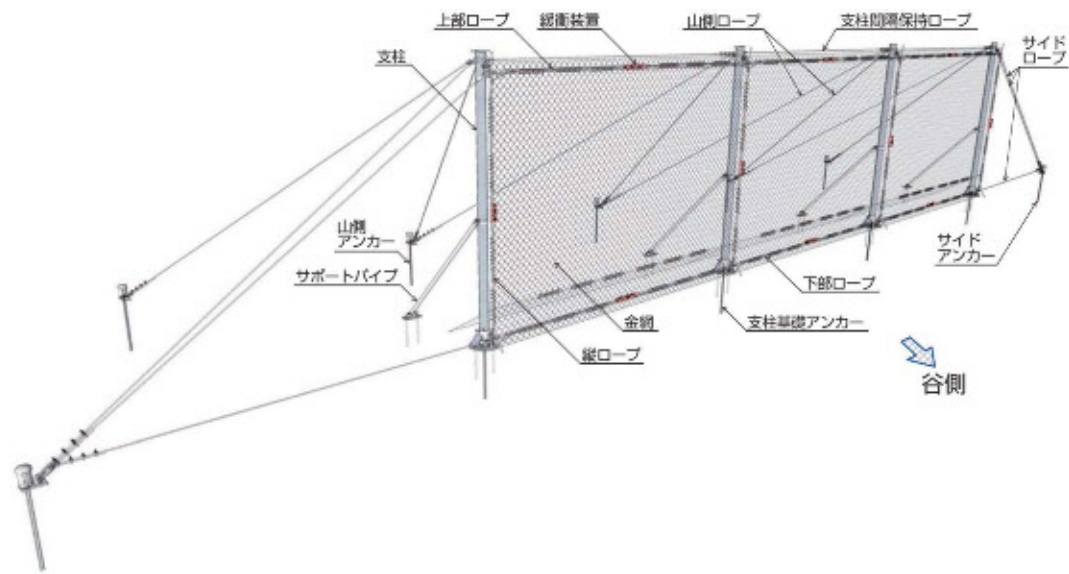 上部ロープ
緩衝装置
山側ロープ
支柱間隔保持ロープ
サイド
ロープ
支柱
山側
アンカー
サポートパイプ
サイド
アンカー
下部ロープ
金網
支柱基礎アンカー
縦ロープ
谷側